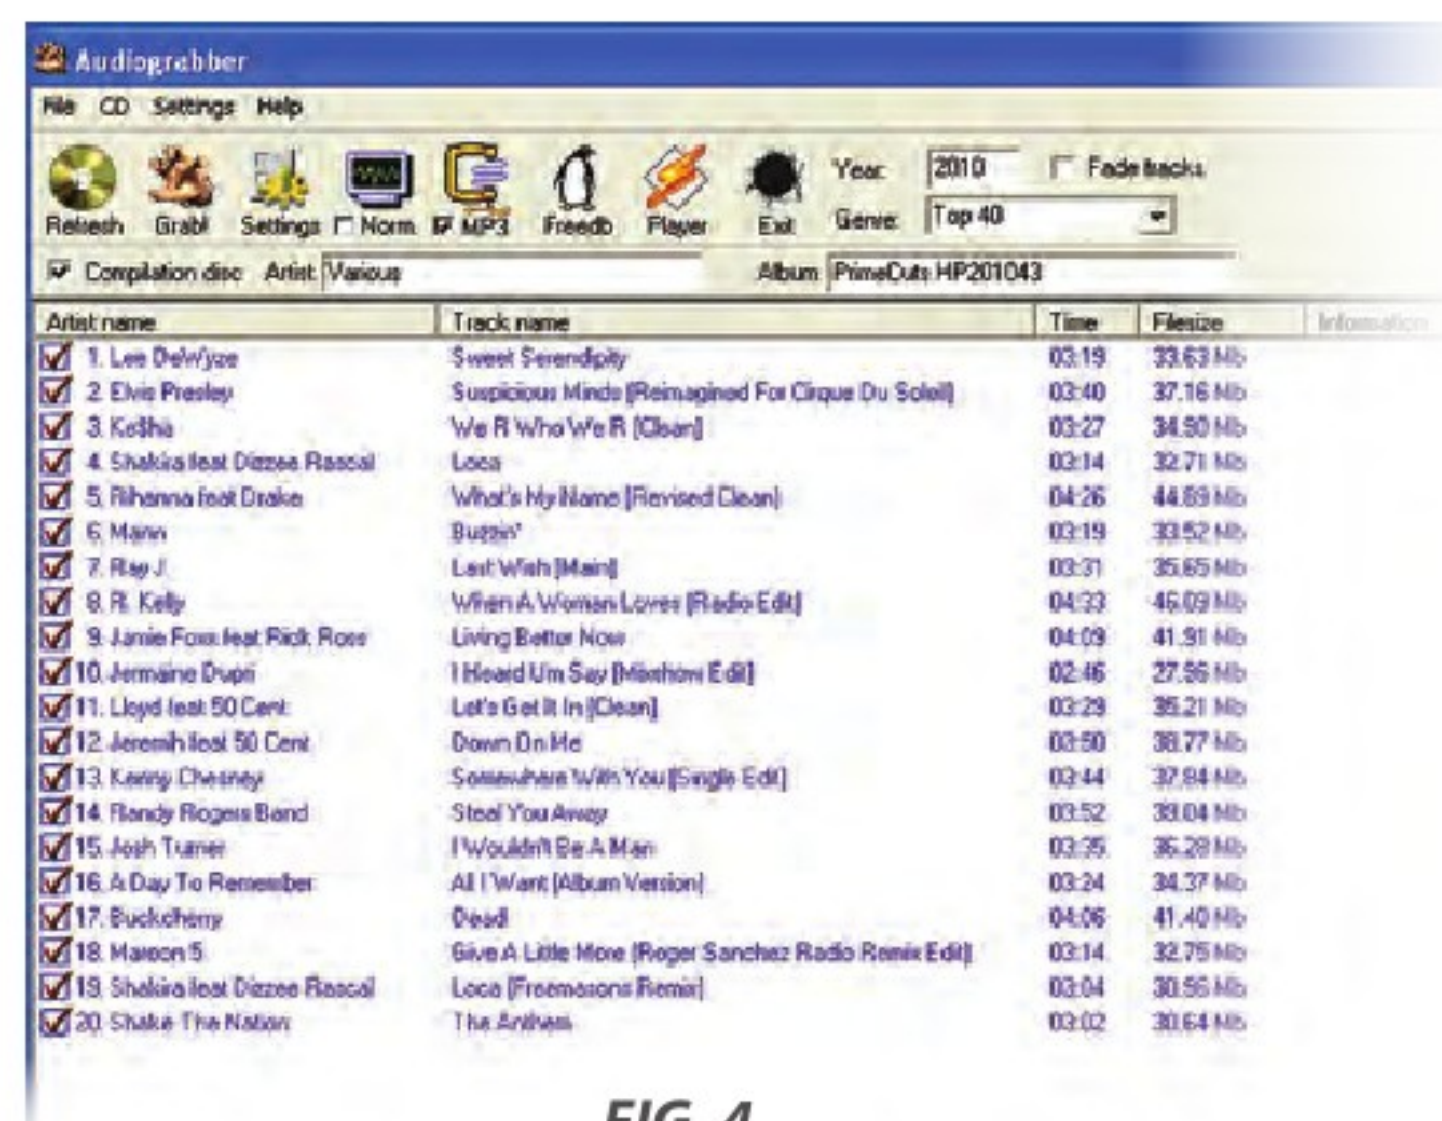 Audiograbber
File CD Settings Help
Refresh Grab! Settings Norm. MP3 Freedb Player Exit
Year: 2010 Fade tracks
Genre: Top 40
Compilation disc Artist: Various Album: PrimeCuts HP201043
Artist name Track name Time Filesize Information
1. Lee DeWyze Sweet Serendipity 03:19 33.63 Mb
2. Elvis Presley Suspicious Minds [Reimagined For Cirque Du Soleil] 03:40 37.16 Mb
3. Ke$ha We R Who We R [Clean] 03:27 34.90 Mb
4. Shakira feat Dizzee Rascal Loca 03:14 32.71 Mb
5. Rihanna feat Drake What's My Name [Revised Clean] 04:26 44.89 Mb
6. Mann Buzzin' 03:19 33.52 Mb
7. Ray J Last Wish [Main] 03:31 35.65 Mb
8. R. Kelly When A Woman Loves [Radio Edit] 04:33 46.09 Mb
9. Jamie Foxx feat Rick Ross Living Better Now 04:09 41.91 Mb
10. Jermaine Dupri I Heard Um Say [Mixshow Edit] 02:46 27.96 Mb
11. Lloyd feat 50 Cent Let's Get It In [Clean] 03:29 35.21 Mb
12. Jeremih feat 50 Cent Down On Me 03:50 38.77 Mb
13. Kenny Chesney Somewhere With You [Single Edit] 03:44 37.84 Mb
14. Randy Rogers Band Steal You Away 03:52 39.04 Mb
15. Josh Turner I Wouldn't Be A Man 03:35 36.28 Mb
16. A Day To Remember All I Want [Album Version] 03:24 34.37 Mb
17. Buckcherry Dead 04:06 41.40 Mb
18. Maroon 5 Give A Little More [Roger Sanchez Radio Remix Edit] 03:14 32.75 Mb
19. Shakira feat Dizzee Rascal Loca [Freemasons Remix] 03:04 30.96 Mb
20. Shake The Nation The Anthem 03:02 30.64 Mb
FIG. 4